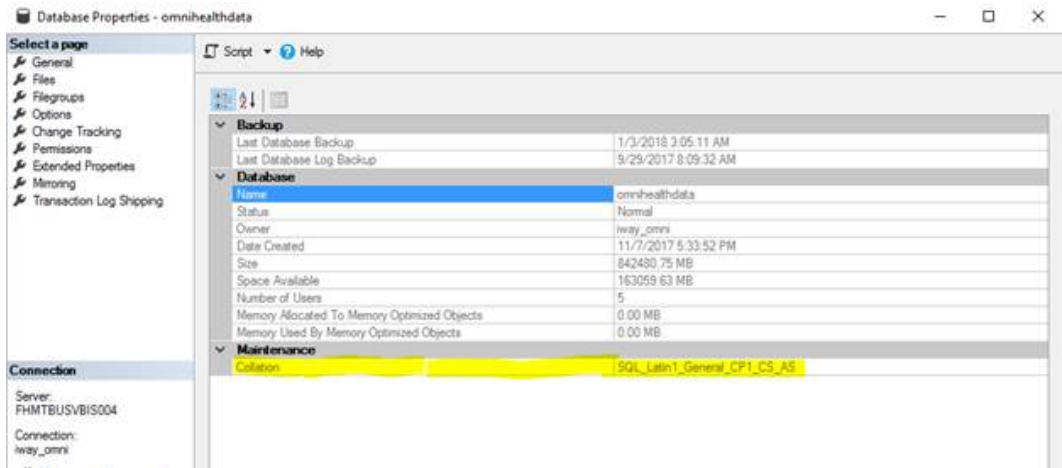 Database Properties - omnihealthdata
Select a page
General
Files
Filegroups
Options
Change Tracking
Permissions
Extended Properties
Mirroring
Transaction Log Shipping
Script Help
Backup
Last Database Backup 1/3/2018 3:05:11 AM
Last Database Log Backup 9/29/2017 8:09:32 AM
Database
Name omnihealthdata
Status Normal
Owner iway_omni
Date Created 11/7/2017 5:33:52 PM
Size 842480.75 MB
Space Available 163059.63 MB
Number of Users 5
Memory Allocated To Memory Optimized Objects 0.00 MB
Memory Used By Memory Optimized Objects 0.00 MB
Maintenance
Collation SQL_Latin1_General_CP1_CS_AS
Connection
Server:
FHMTBUSVBIS004
Connection:
iway_omni